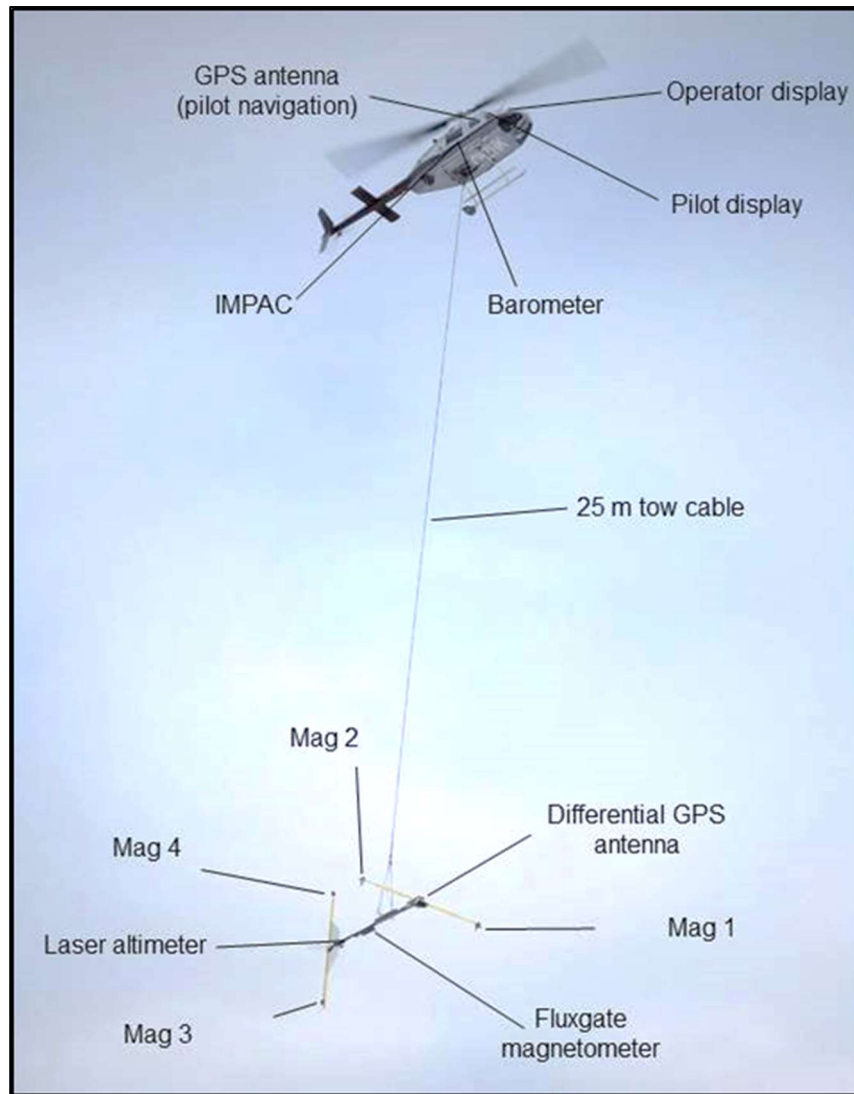 GPS antenna
(pilot navigation)
Operator display
Pilot display
IMPAC
Barometer
25 m tow cable
Mag 2
Differential GPS
antenna
Mag 4
Mag 1
Laser altimeter
Mag 3
Fluxgate
magnetometer